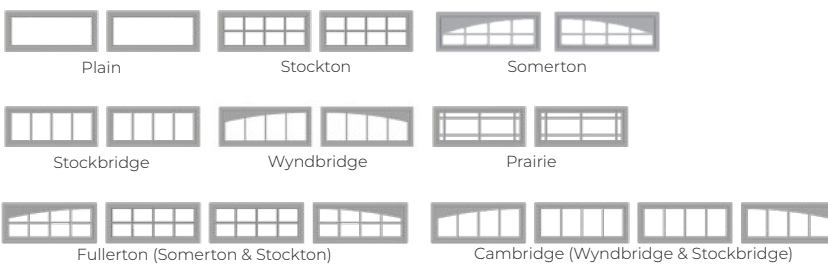 Plain
Stockton
Somerton
Stockbridge
Wyndbridge
Prairie
Fullerton (Somerton & Stockton)
Cambridge (Wyndbridge & Stockbridge)